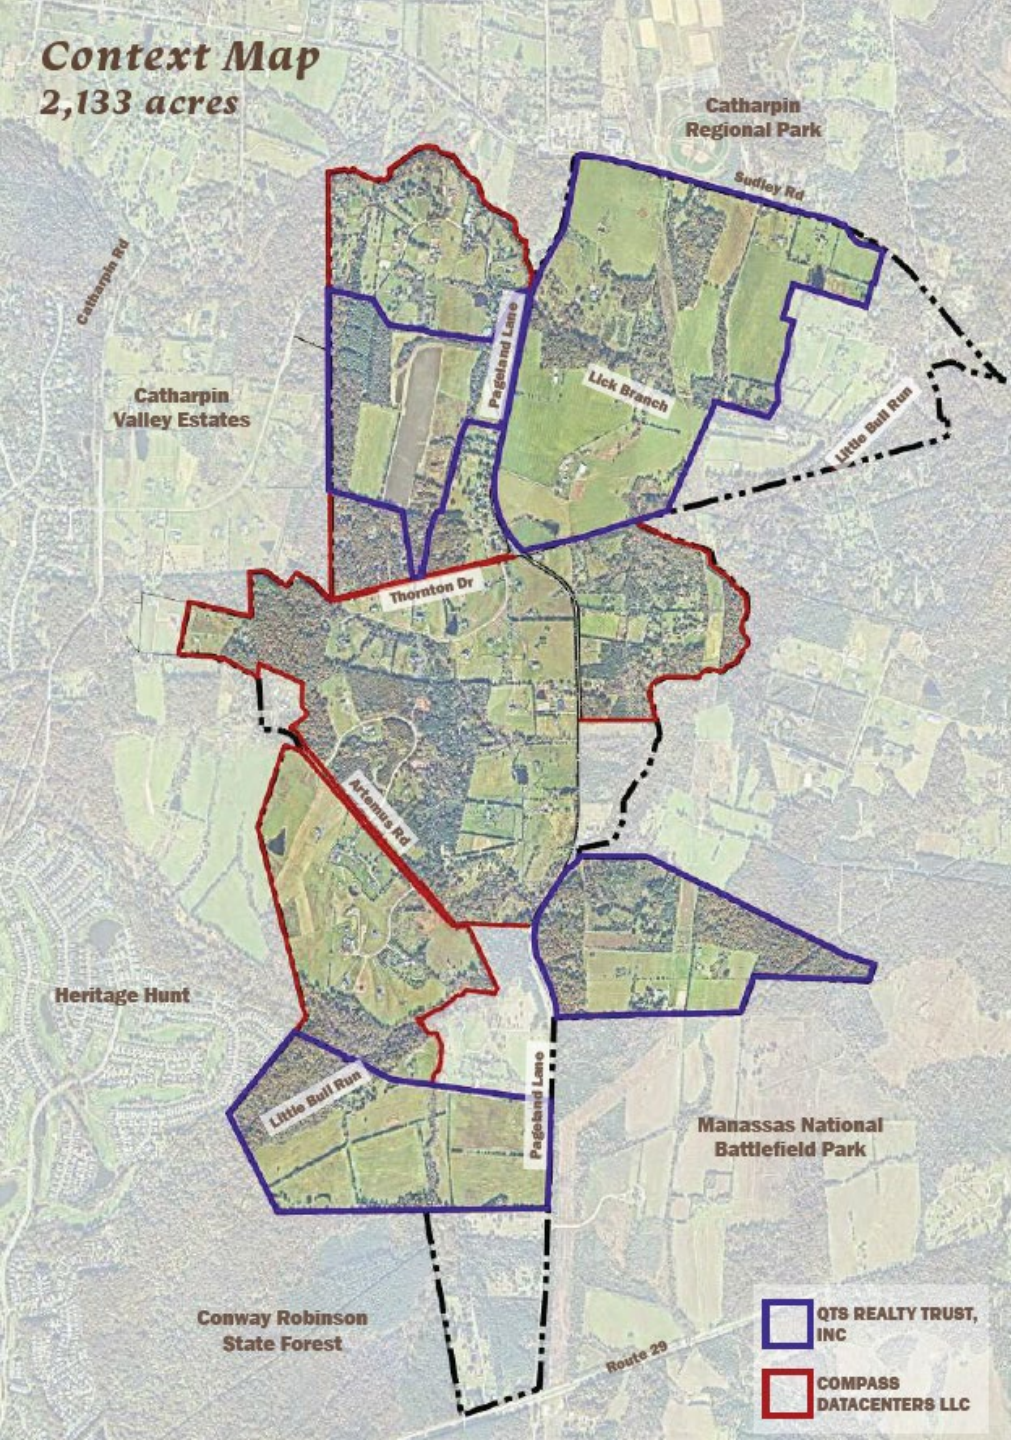 Context Map
2,133 acres
Catharpin
Regional Park
Sudley Rd
Catharpin Rd
Pageland Lane
Lick Branch
Catharpin
Valley Estates
Little Bull Run
Thornton Dr
Artemus Rd
Heritage Hunt
Little Bull Run
Pageland Lane
Manassas National
Battlefield Park
Conway Robinson
State Forest
Route 29
QTS REALTY TRUST,
INC
COMPASS
DATACENTERS LLC